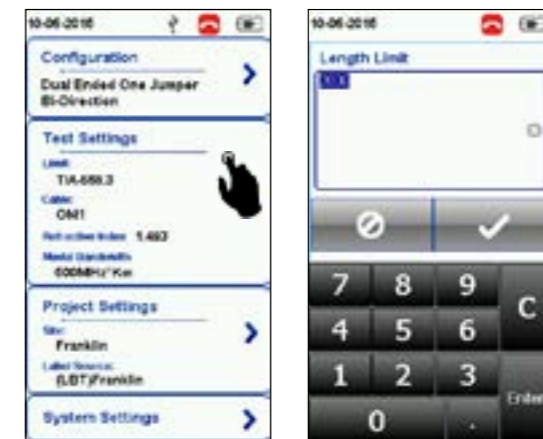 10-06-2016
Configuration
Dual Ended One Jumper
Bi-Direction
Test Settings
Limit:
TIA-568.3
Cable:
OM1
Refractive Index 1.493
Modal Bandwidth
500MHz*Km
Project Settings
Site:
Franklin
Label Source:
(LBT)Franklin
System Settings
10-06-2016
Length Limit
7 8 9
C
4 5 6
1 2 3
Enter
0 .